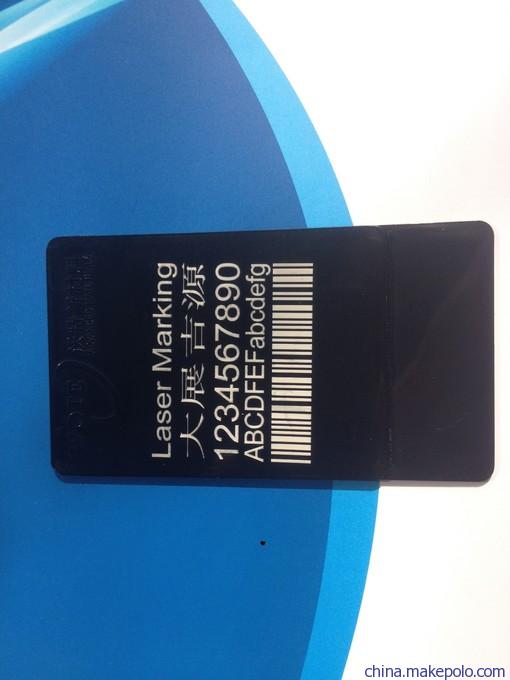 Laser Marking
大展吉源
1234567890
ABCDFEFabcdefg
china.makepolo.com